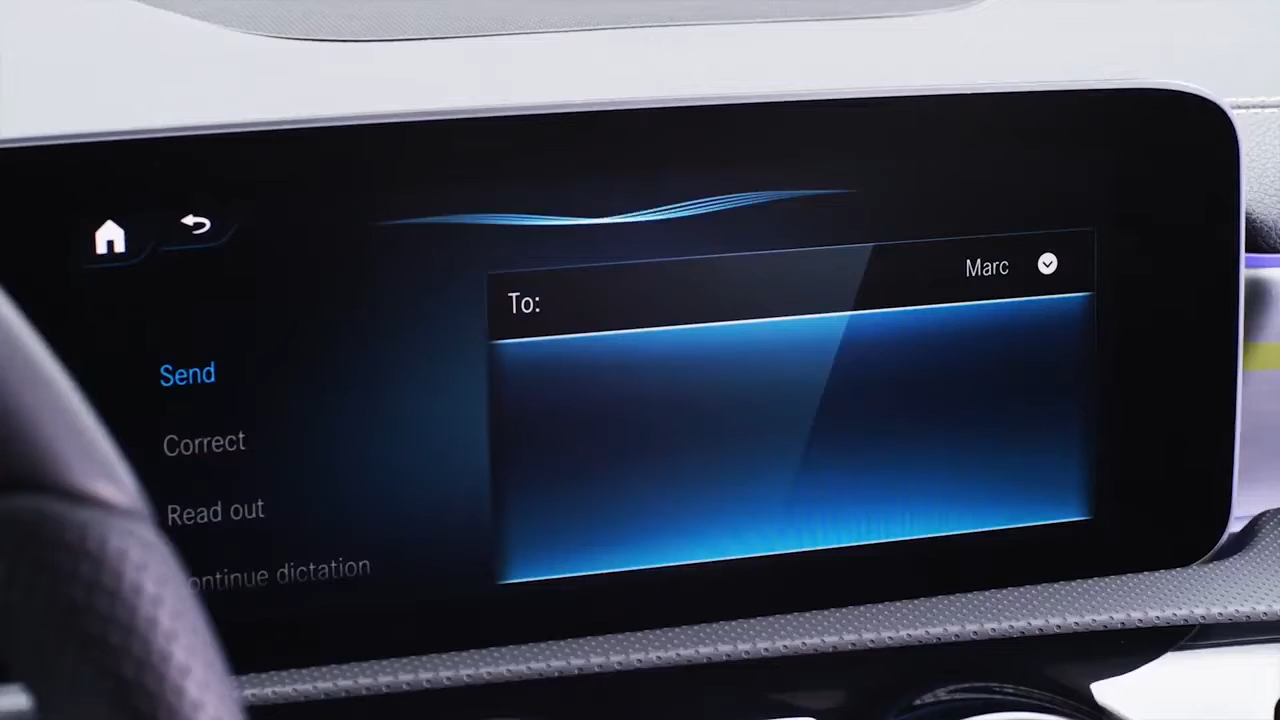 To: Marc
Send
Correct
Read out
ontinue dictation